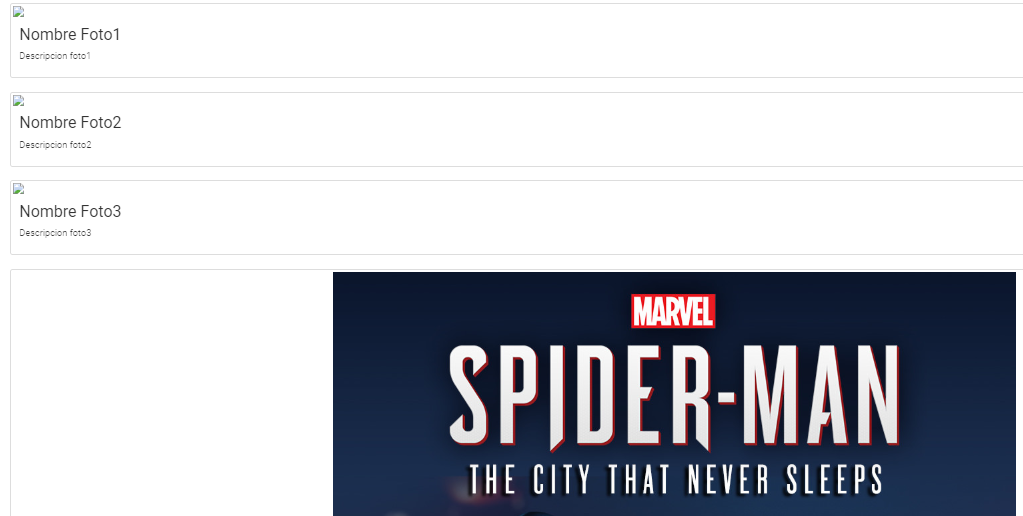 Nombre Foto1
Descripcion foto1
Nombre Foto2
Descripcion foto2
Nombre Foto3
Descripcion foto3
MARVEL
SPIDER-MAN
THE CITY THAT NEVER SLEEPS